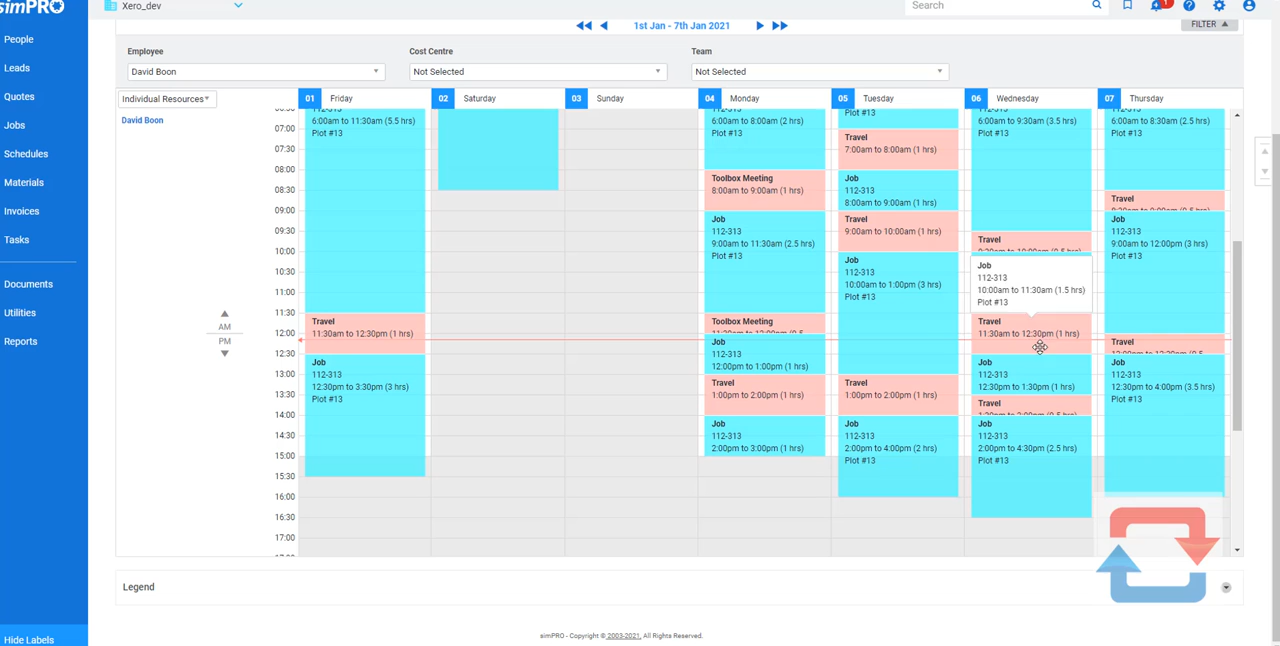 simPRO
Xero_dev
Search
1
1st Jan - 7th Jan 2021
FILTER
Employee
Cost Centre
Team
David Boon
Not Selected
Not Selected
Individual Resources
01 Friday
02 Saturday
03 Sunday
04 Monday
05 Tuesday
06 Wednesday
07 Thursday
David Boon
People
Leads
Quotes
Jobs
Schedules
Materials
Invoices
Tasks
Documents
Utilities
Reports
Hide Labels
AM
PM
07:00
07:30
08:00
08:30
09:00
09:30
10:00
10:30
11:00
11:30
12:00
12:30
13:00
13:30
14:00
14:30
15:00
15:30
16:00
16:30
17:00
6:00am to 11:30am (5.5 hrs)
Plot #13
Travel
11:30am to 12:30pm (1 hrs)
Job
112-313
12:30pm to 3:30pm (3 hrs)
Plot #13
6:00am to 8:00am (2 hrs)
Plot #13
Toolbox Meeting
8:00am to 9:00am (1 hrs)
Job
112-313
9:00am to 11:30am (2.5 hrs)
Plot #13
Toolbox Meeting
Job
112-313
12:00pm to 1:00pm (1 hrs)
Travel
1:00pm to 2:00pm (1 hrs)
Job
112-313
2:00pm to 3:00pm (1 hrs)
Plot #13
Travel
7:00am to 8:00am (1 hrs)
Job
112-313
8:00am to 9:00am (1 hrs)
Travel
9:00am to 10:00am (1 hrs)
Job
112-313
10:00am to 1:00pm (3 hrs)
Plot #13
Travel
1:00pm to 2:00pm (1 hrs)
Job
112-313
2:00pm to 4:00pm (2 hrs)
Plot #13
6:00am to 9:30am (3.5 hrs)
Plot #13
Travel
9:30am to 10:00am (0.5 hrs)
Job
112-313
10:00am to 11:30am (1.5 hrs)
Plot #13
Travel
11:30am to 12:30pm (1 hrs)
Job
112-313
12:30pm to 1:30pm (1 hrs)
Travel
1:30pm to 2:00pm (0.5 hrs)
Job
112-313
2:00pm to 4:30pm (2.5 hrs)
Plot #13
6:00am to 8:30am (2.5 hrs)
Plot #13
Travel
Job
112-313
9:00am to 12:00pm (3 hrs)
Plot #13
Travel
Job
112-313
12:30pm to 4:00pm (3.5 hrs)
Plot #13
Legend
simPRO - Copyright © 2003-2021, All Rights Reserved.